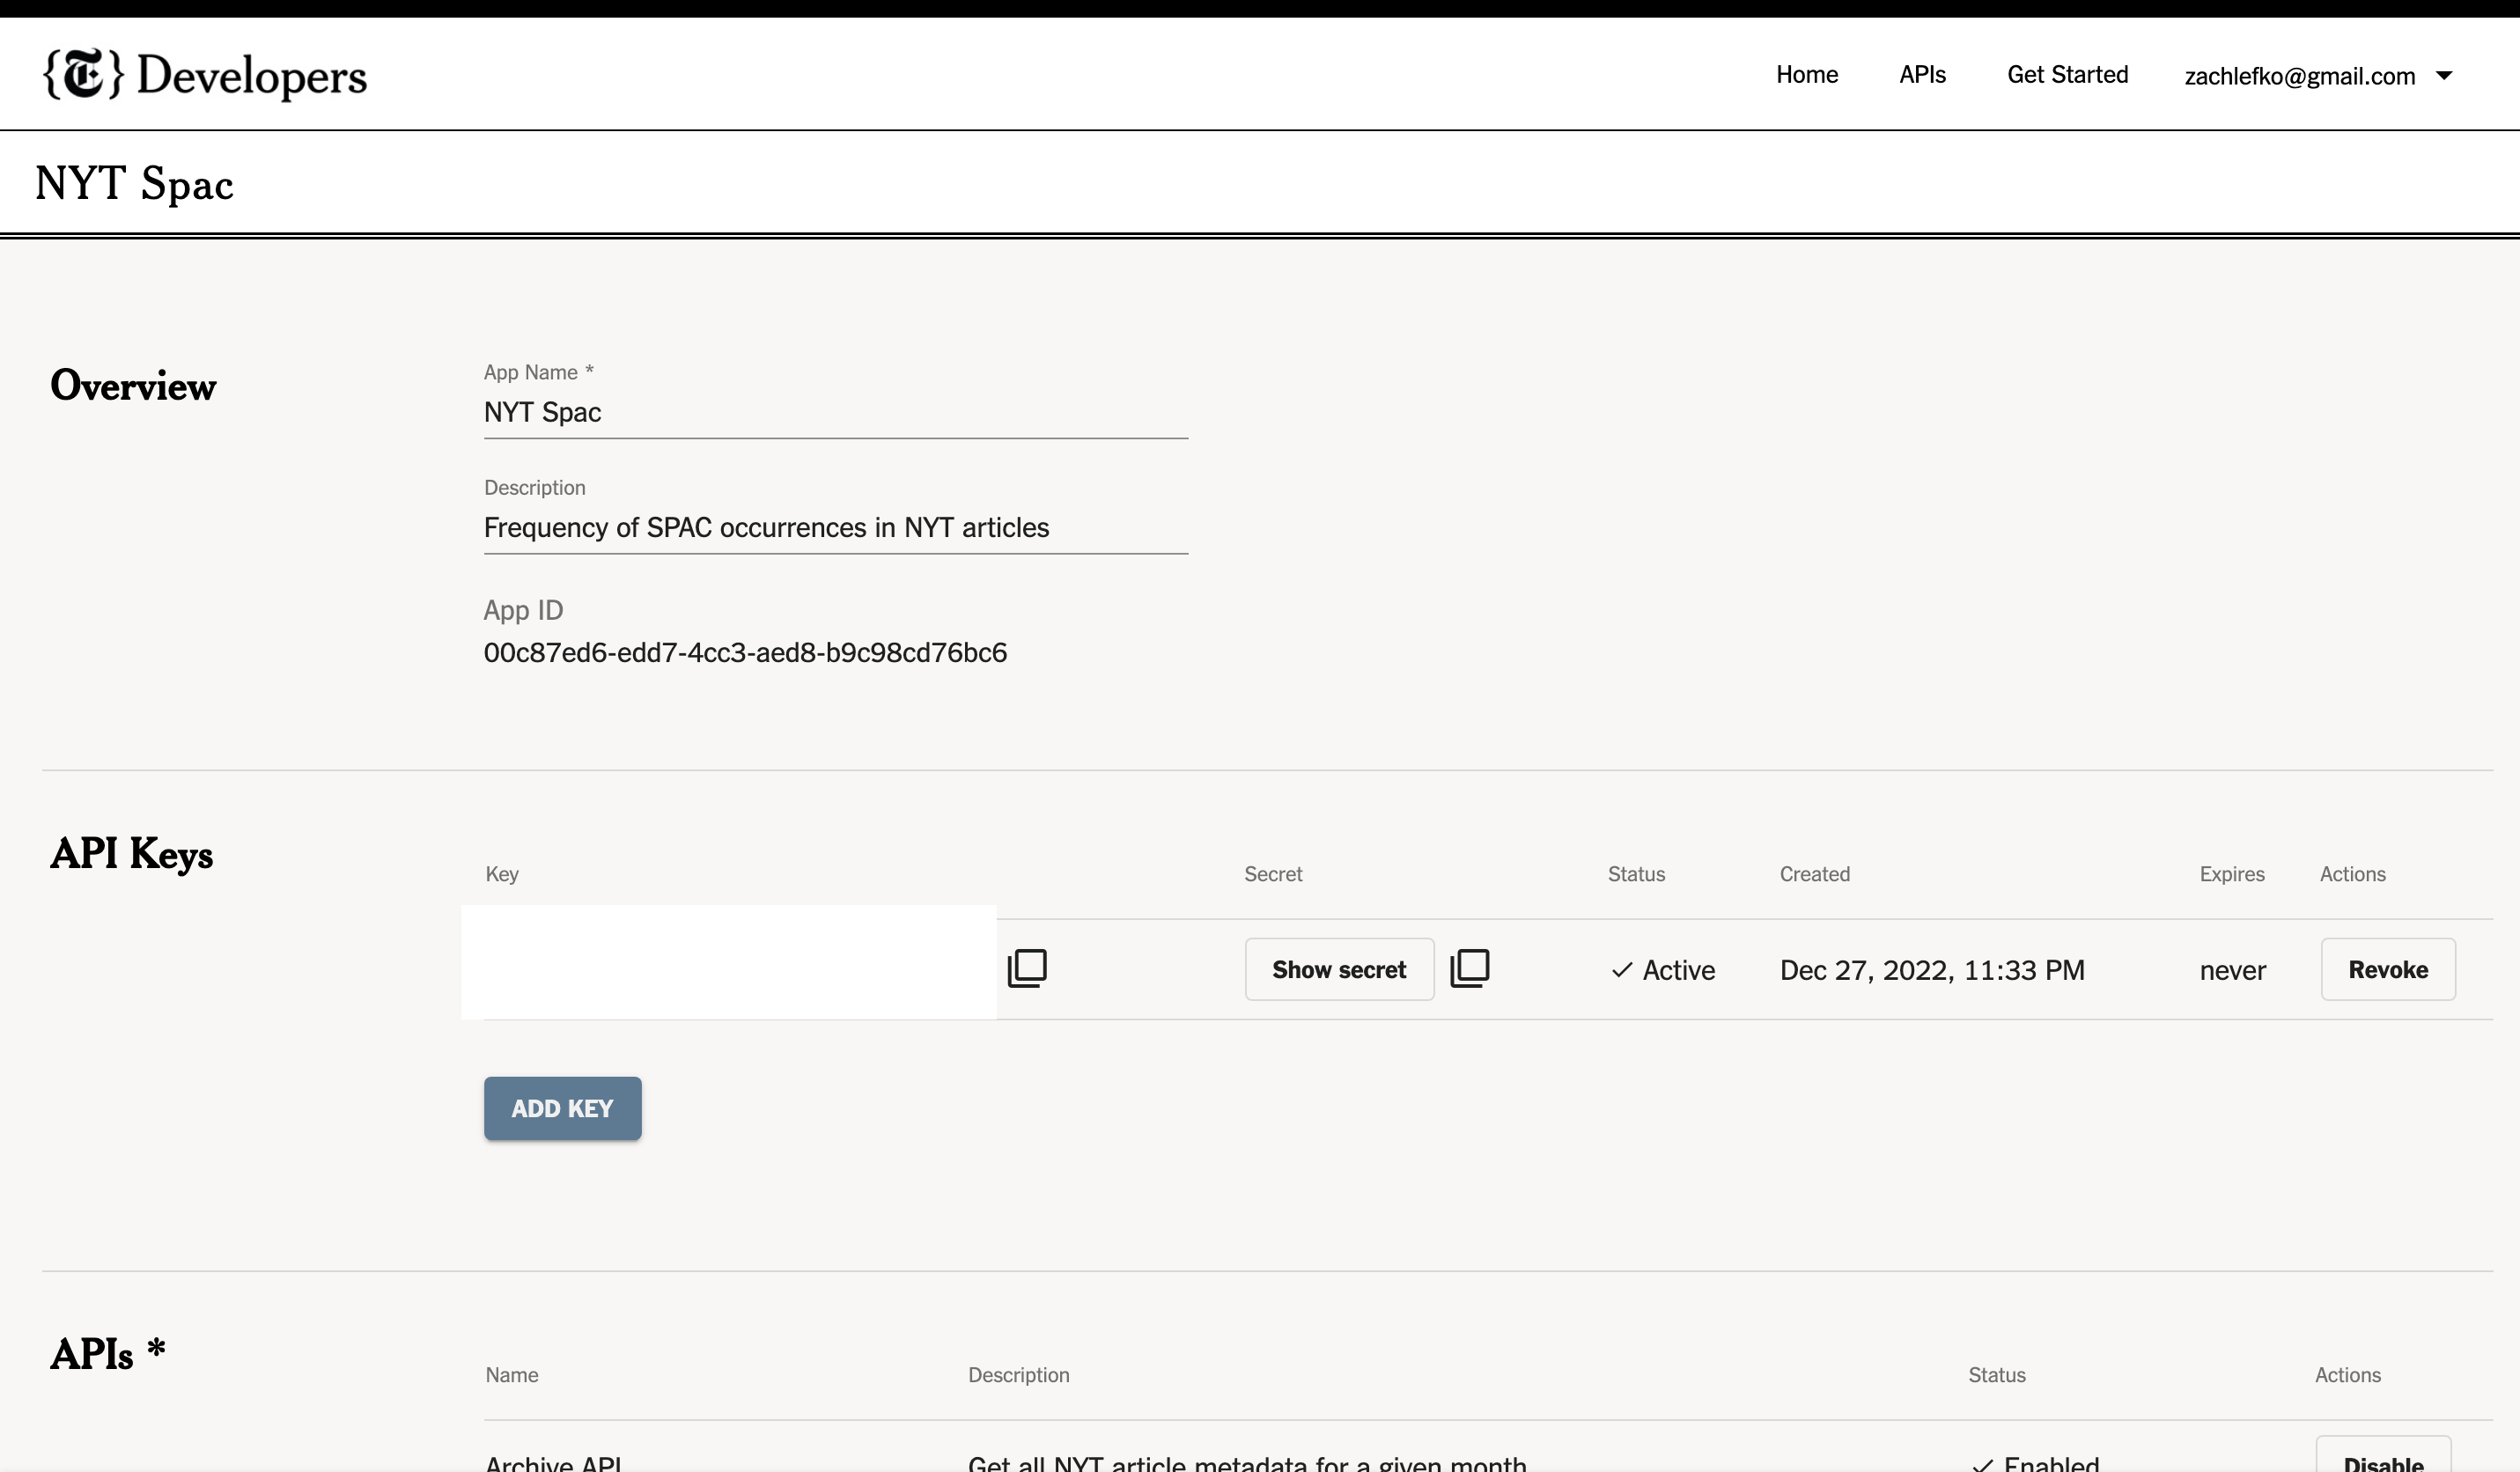 {T} Developers
Home APIs Get Started zachlefko@gmail.com
NYT Spac
Overview
App Name *
NYT Spac
Description
Frequency of SPAC occurrences in NYT articles
App ID
00c87ed6-edd7-4cc3-aed8-b9c98cd76bc6
API Keys
Key Secret Status Created Expires Actions
Show secret Active Dec 27, 2022, 11:33 PM never Revoke
ADD KEY
APIs *
Name Description Status Actions
Archive API Get all NYT article metadata for a given month Enabled Disable